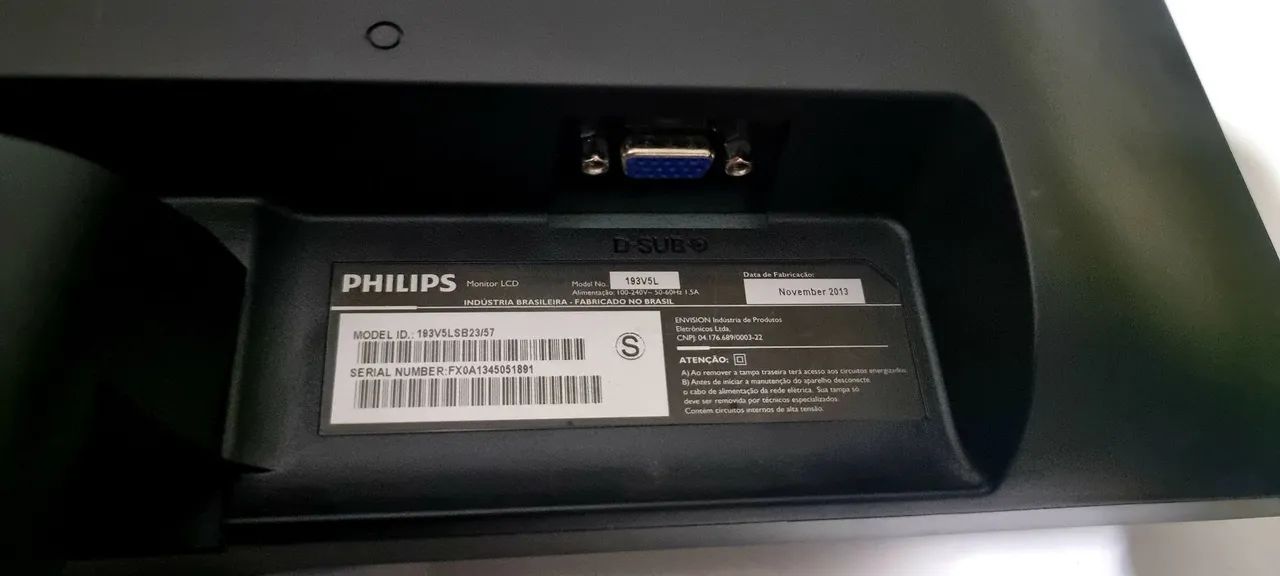 D-SUB
PHILIPS Monitor LCD
Model No. 193V5L
Alimentação: 100-240V~ 50-60Hz 1.5A
Data de Fabricação:
November 2013
INDÚSTRIA BRASILEIRA - FABRICADO NO BRASIL
MODEL ID.: 193V5LSB23/57
SERIAL NUMBER:FX0A1345051891
S
ENVISION Indústria de Produtos
Eletrônicos Ltda.
CNPJ: 04.176.689/0003-22
ATENÇÃO:
A) Ao remover a tampa traseira terá acesso aos circuitos energizados.
B) Antes de iniciar a manutenção do aparelho desconecte
o cabo de alimentação da rede elétrica. Sua tampa só
deve ser removida por técnicos especializados.
Contém circuitos internos de alta tensão.